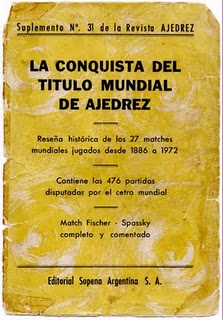 Suplemento Nº. 31 de la Revista AJEDREZ
LA CONQUISTA DEL
TITULO MUNDIAL
DE AJEDREZ
Reseña histórica de los 27 matches
mundiales jugados desde 1886 a 1972
Contiene las 476 partidas
disputadas por el cetro mundial
Match Fischer - Spassky
completo y comentado
Editorial Sopena Argentina S. A.